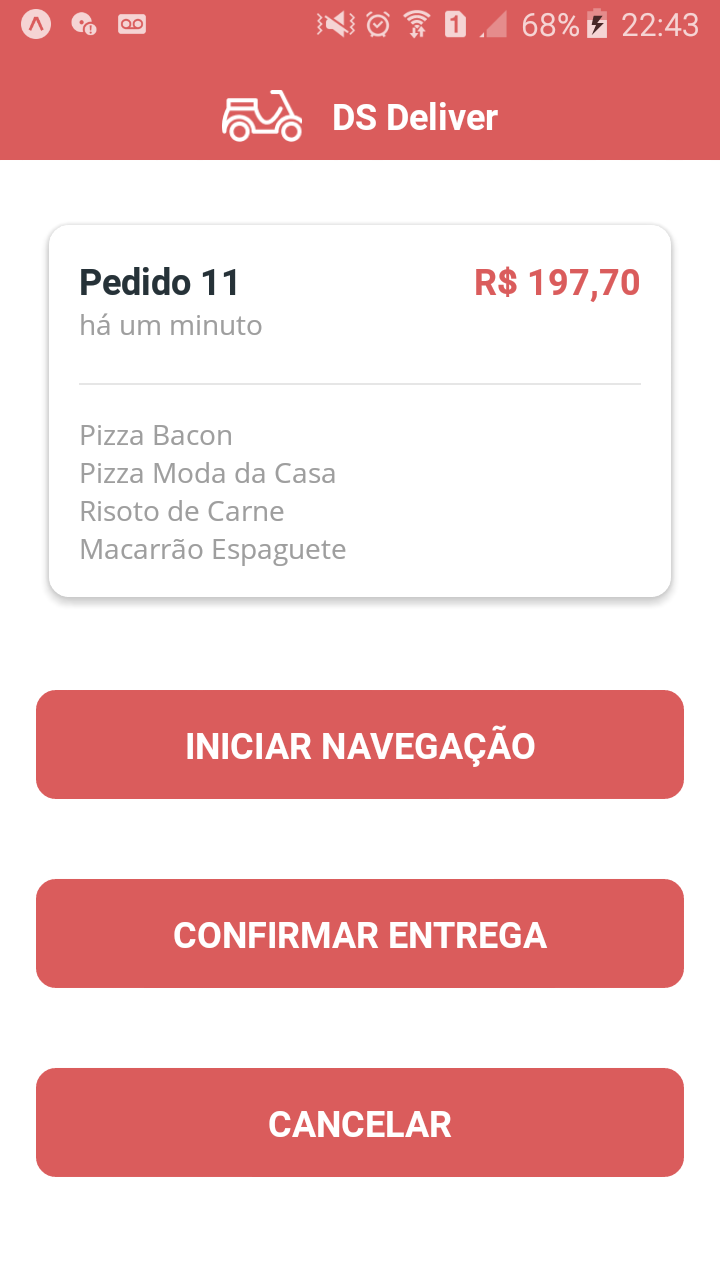 68% 22:43
DS Deliver
Pedido 11 R$ 197,70
há um minuto
Pizza Bacon
Pizza Moda da Casa
Risoto de Carne
Macarrão Espaguete
INICIAR NAVEGAÇÃO
CONFIRMAR ENTREGA
CANCELAR